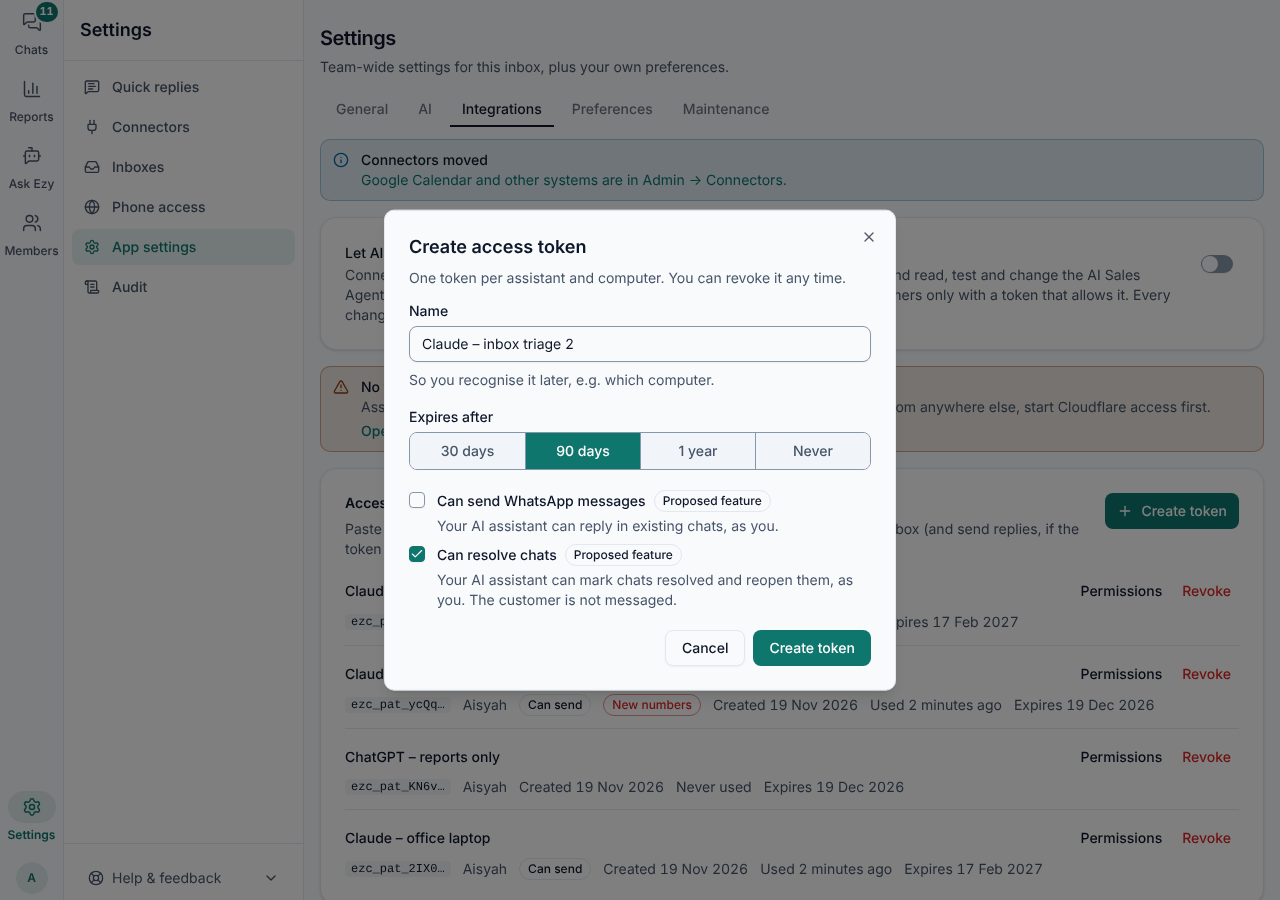 11
Chats
Reports
Ask Ezy
Members
Settings
A
Settings
Quick replies
Connectors
Inboxes
Phone access
App settings
Audit
Help & feedback
Settings
Team-wide settings for this inbox, plus your own preferences.
General
AI
Integrations
Preferences
Maintenance
Connectors moved
Google Calendar and other systems are in Admin → Connectors.
Let AI
nd read, test and change the AI Sales
Agent
only with a token that allows it. Every
No
om anywhere else, start Cloudflare access first.
Create token
Paste
box (and send replies, if the
token
Permissions
Revoke
pires 17 Feb 2027
Permissions
Revoke
ezc_pat_ycQq…
Aisyah
Can send
New numbers
Created 19 Nov 2026
Used 2 minutes ago
Expires 19 Dec 2026
ChatGPT – reports only
Permissions
Revoke
ezc_pat_KN6v…
Aisyah
Created 19 Nov 2026
Never used
Expires 19 Dec 2026
Claude – office laptop
Permissions
Revoke
ezc_pat_2IX0…
Aisyah
Can send
Created 19 Nov 2026
Used 2 minutes ago
Expires 17 Feb 2027
Create access token
One token per assistant and computer. You can revoke it any time.
Name
Claude – inbox triage 2
So you recognise it later, e.g. which computer.
Expires after
30 days
90 days
1 year
Never
Can send WhatsApp messages
Proposed feature
Your AI assistant can reply in existing chats, as you.
Can resolve chats
Proposed feature
Your AI assistant can mark chats resolved and reopen them, as
you. The customer is not messaged.
Cancel
Create token